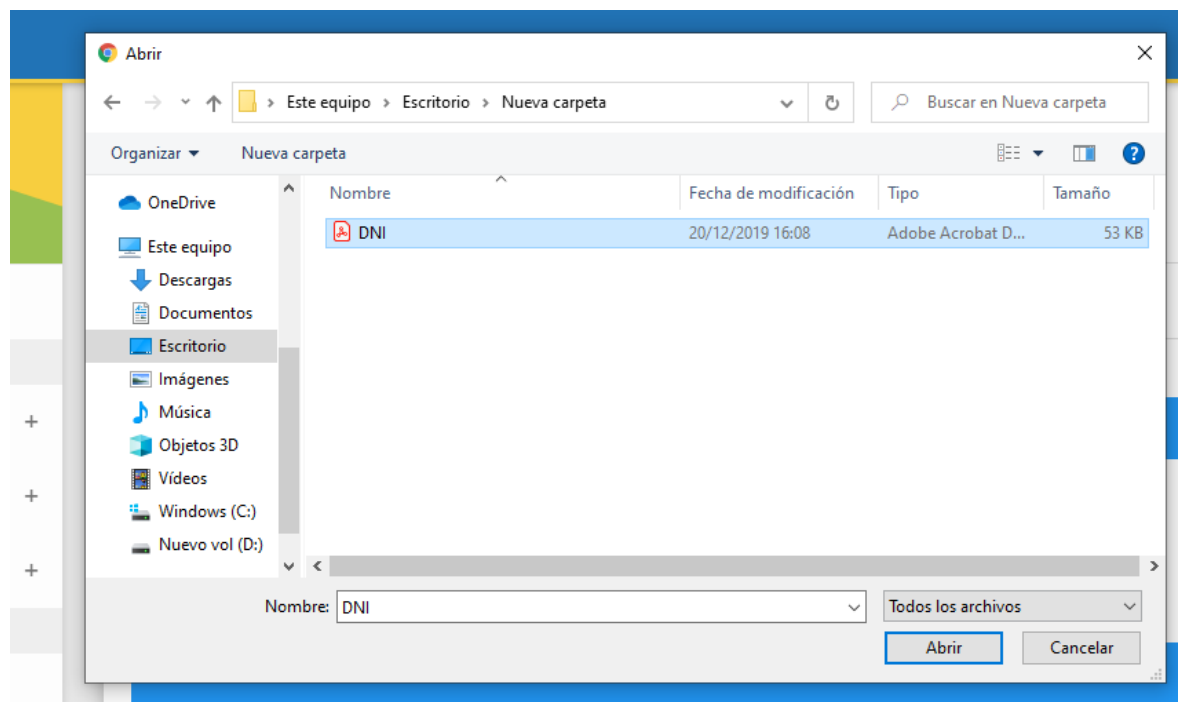 Abrir
Este equipo > Escritorio > Nueva carpeta
Buscar en Nueva carpeta
Organizar
Nueva carpeta
Nombre
Fecha de modificación
Tipo
Tamaño
DNI
20/12/2019 16:08
Adobe Acrobat D...
53 KB
OneDrive
Este equipo
Descargas
Documentos
Escritorio
Imágenes
Música
Objetos 3D
Vídeos
Windows (C:)
Nuevo vol (D:)
Nombre: DNI
Todos los archivos
Abrir
Cancelar